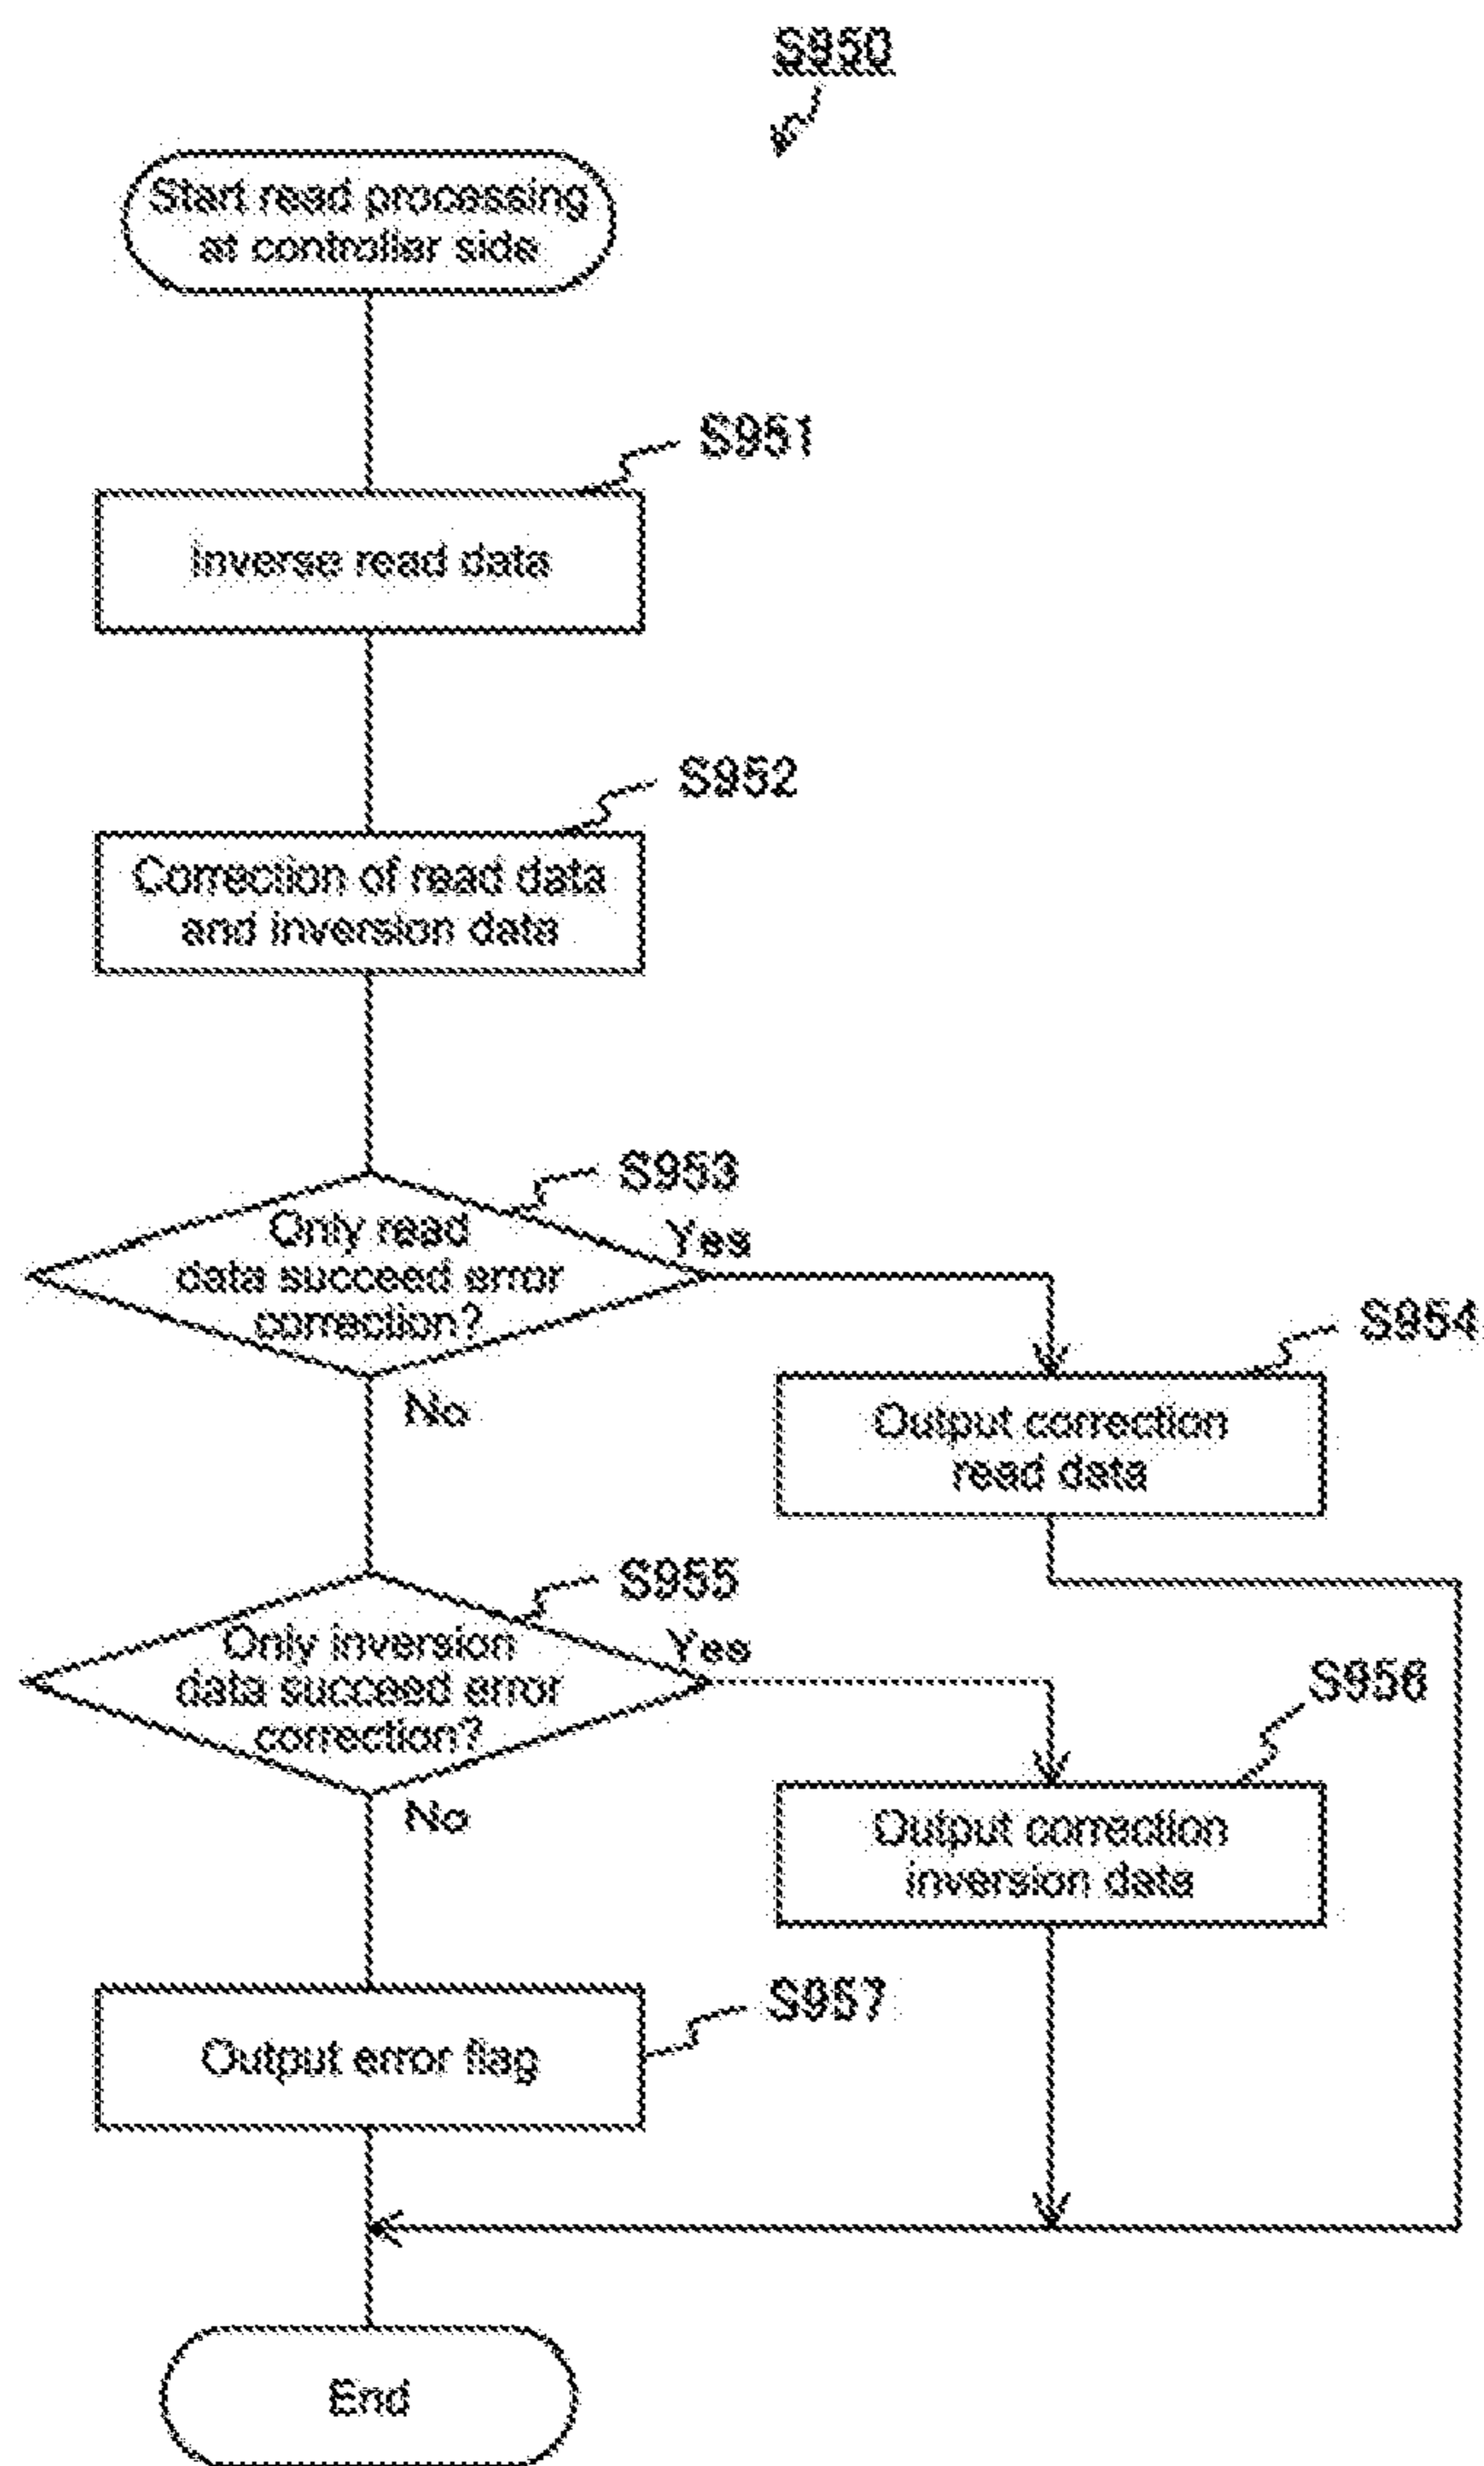 S950
Start read processing
at controller side
S951
Inverse read data
S952
Correction of read data
and inversion data
S953
Only read
data succeed error
correction?
Yes
No
S954
Output correction
read data
S955
Only inversion
data succeed error
correction?
Yes
No
S956
Output correction
inversion data
S957
Output error flag
End